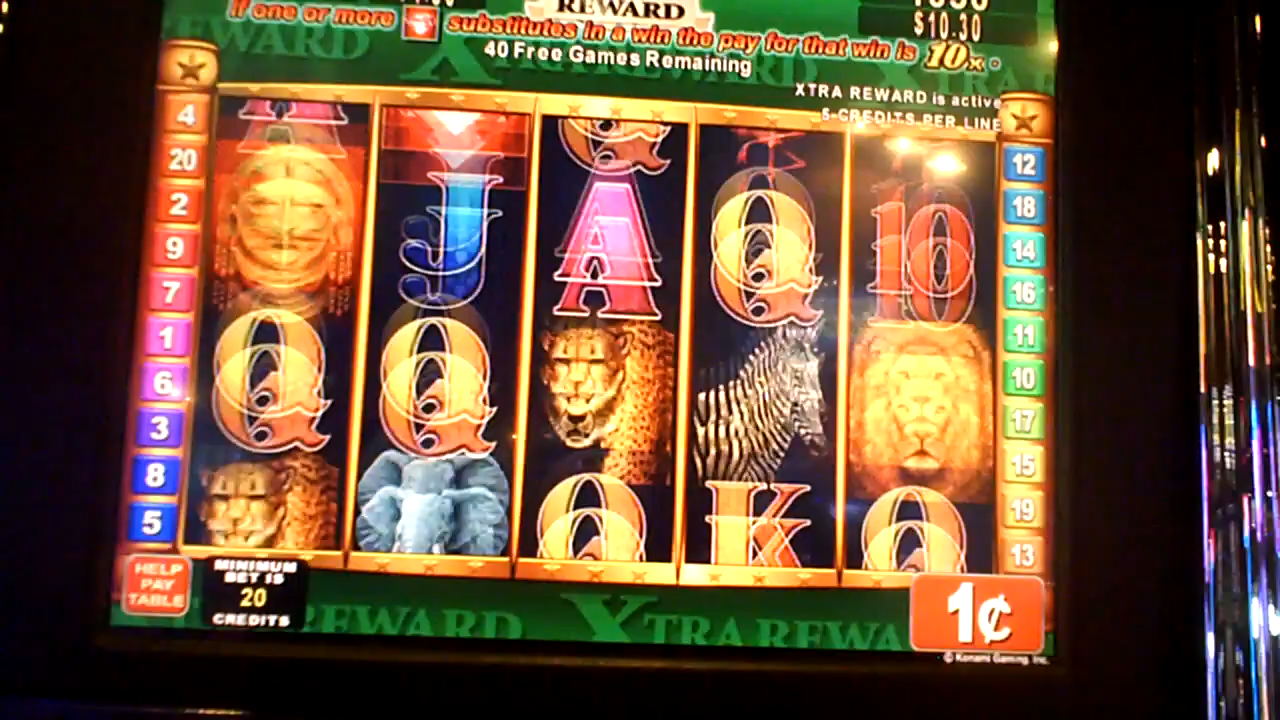 REWARD
$10.30
If one or more substitutes in a win the pay for that win is 10x
40 Free Games Remaining
XTRA REWARD is active
5 CREDITS PER LINE
4
20
2
9
7
1
6
3
8
5
A
J
A
Q
10
Q
Q
Q
K
Q
12
18
14
16
11
10
17
15
19
13
HELP
PAY
TABLE
MINIMUM
BET IS
20
CREDITS
REWARD XTRA REWA
1¢
© Konami Gaming, Inc.